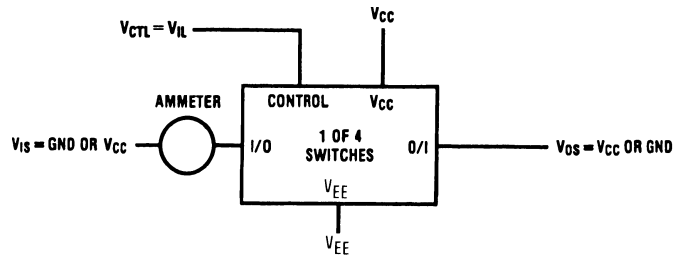 VCC
VCTL = VIL
AMMETER
CONTROL
VCC
VIS = GND OR VCC
I/O
1 OF 4
SWITCHES
O/I
VOS = VCC OR GND
VEE
VEE